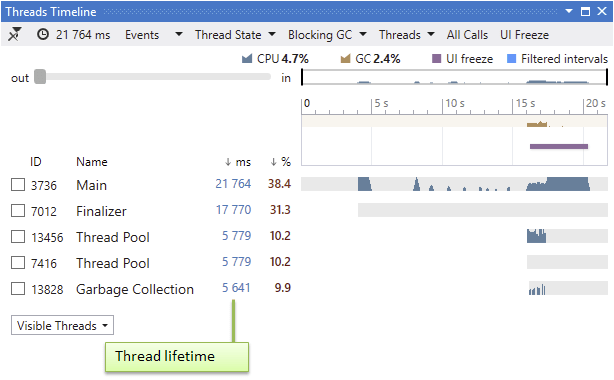 Threads Timeline
21 764 ms Events Thread State Blocking GC Threads All Calls UI Freeze
CPU 4.7% GC 2.4% UI freeze Filtered intervals
out in
0 5 s 10 s 15 s 20 s
ID Name ↓ ms ↓ %
3736 Main 21 764 38.4
7012 Finalizer 17 770 31.3
13456 Thread Pool 5 779 10.2
7416 Thread Pool 5 779 10.2
13828 Garbage Collection 5 641 9.9
Visible Threads
Thread lifetime